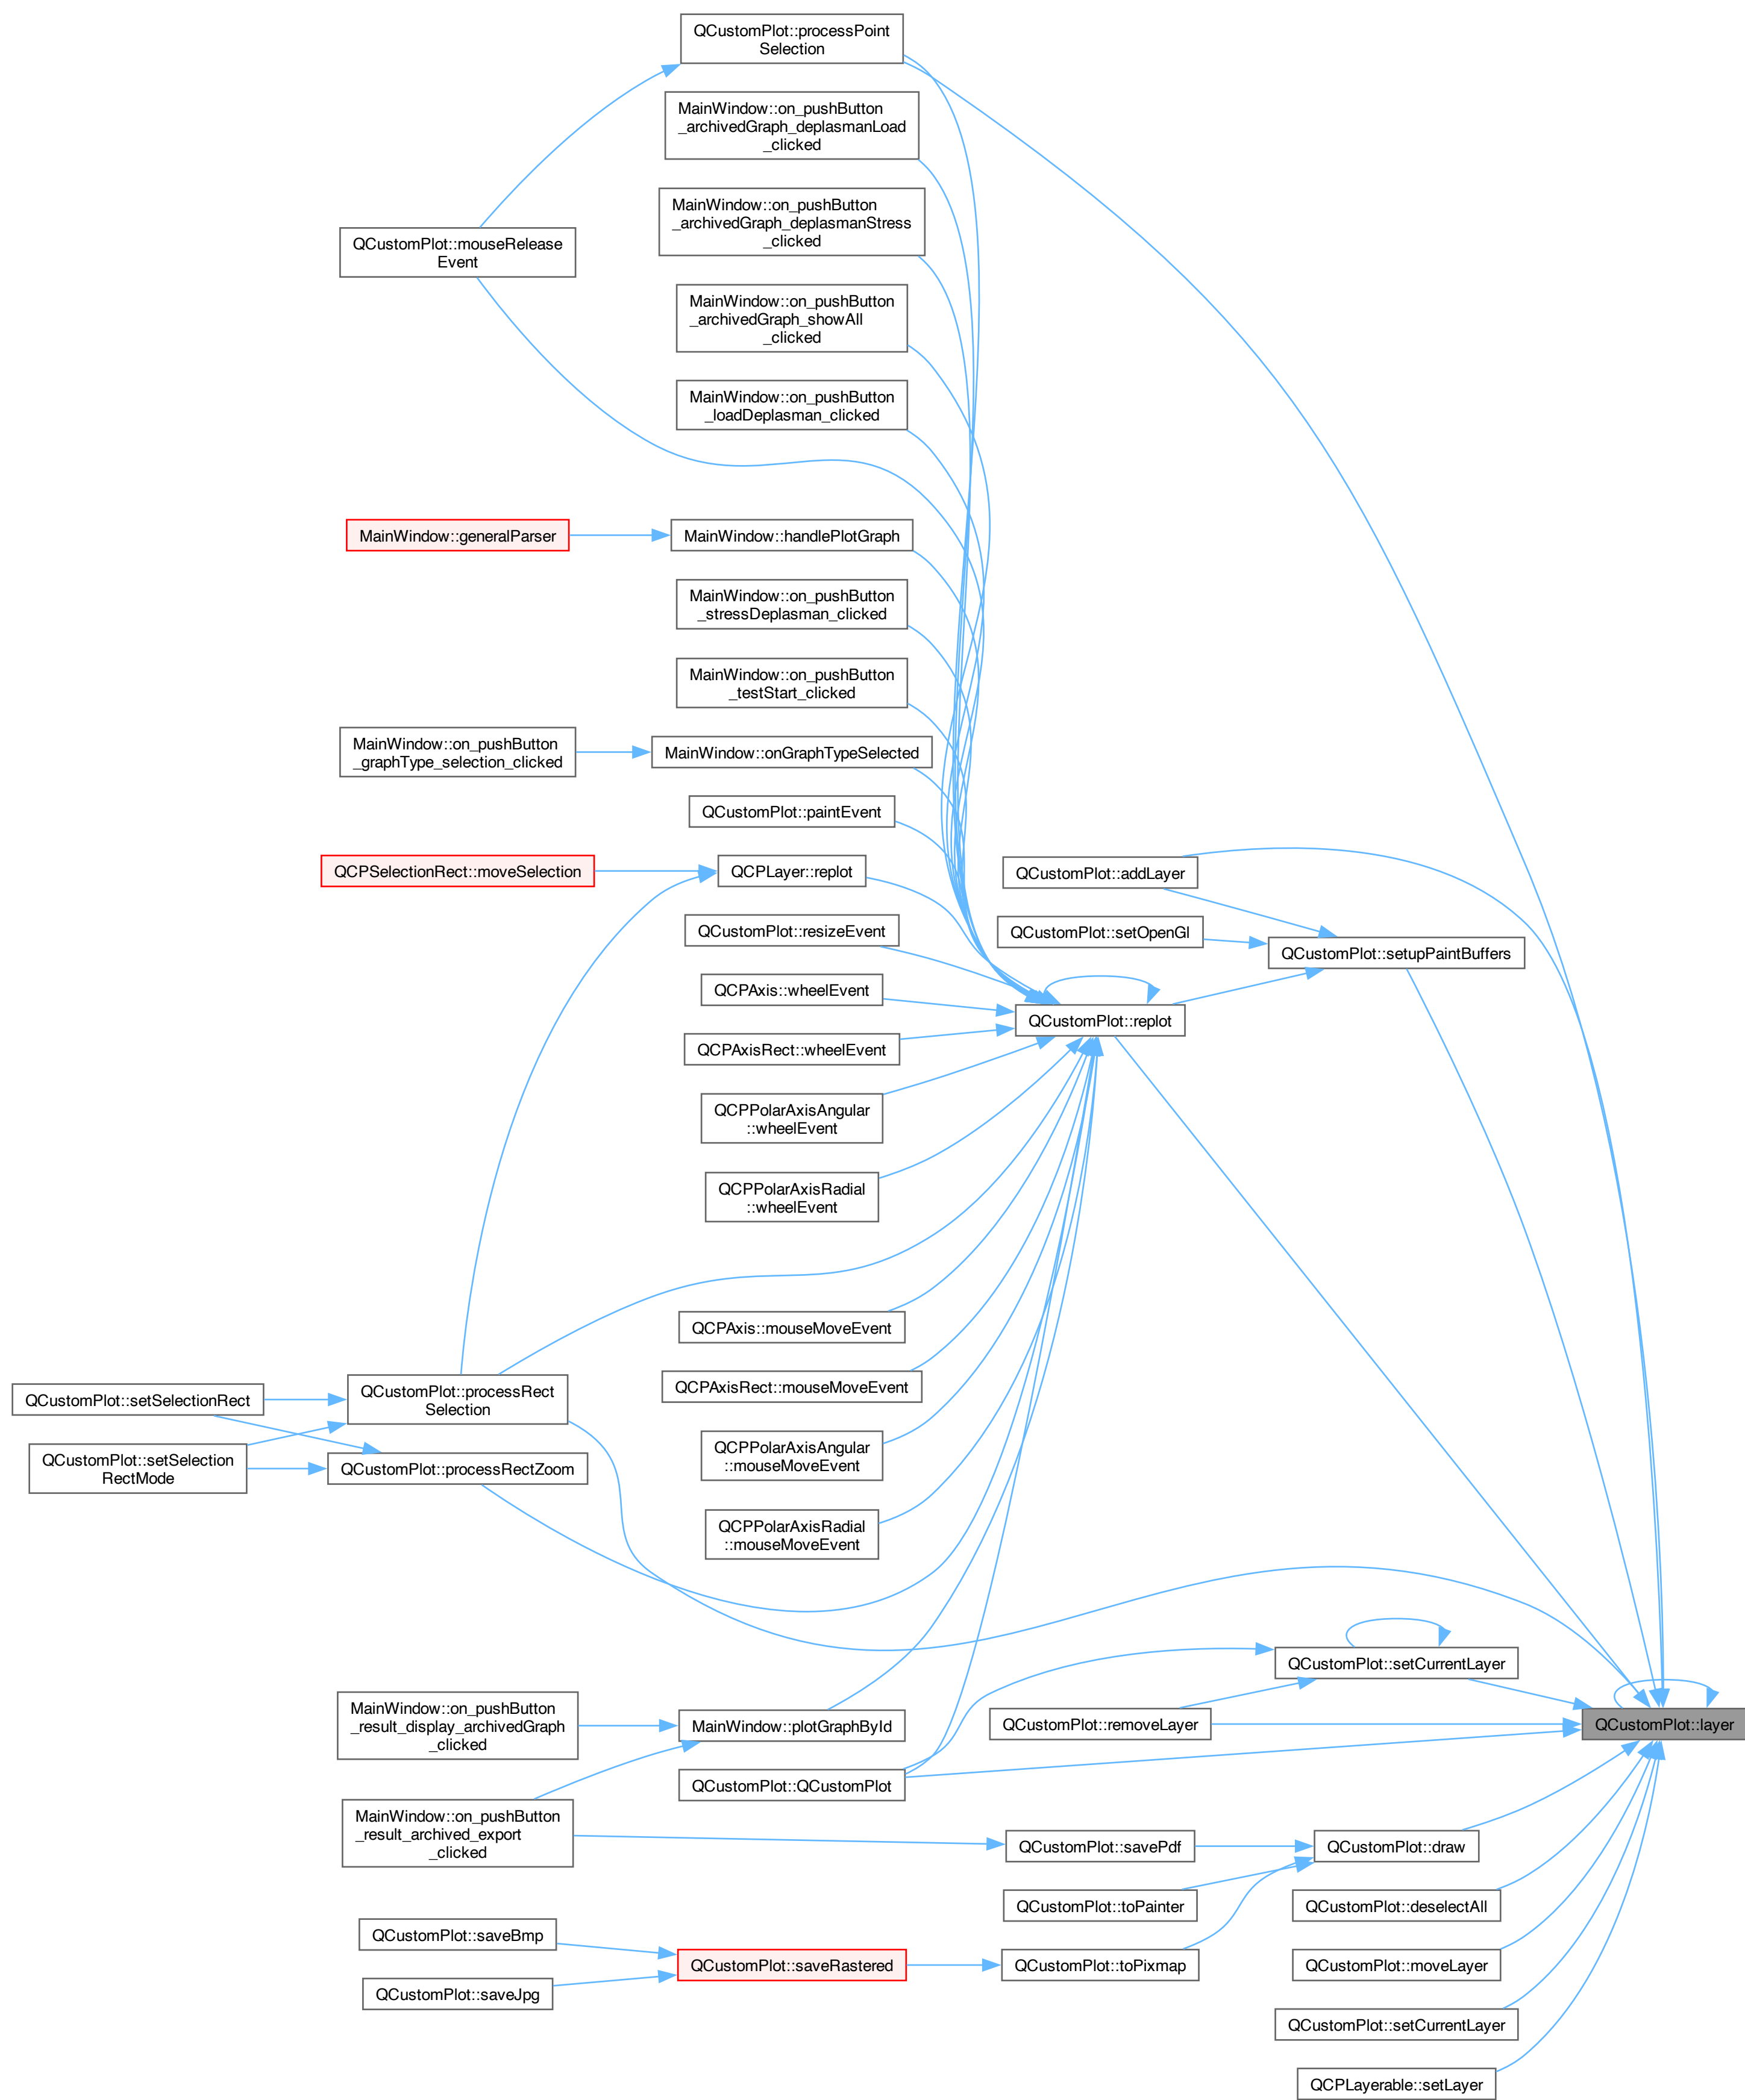 QCustomPlot::processPoint
Selection
MainWindow::on_pushButton
_archivedGraph_deplasmanLoad
_clicked
MainWindow::on_pushButton
_archivedGraph_deplasmanStress
_clicked
QCustomPlot::mouseRelease
Event
MainWindow::on_pushButton
_archivedGraph_showAll
_clicked
MainWindow::on_pushButton
_loadDeplasman_clicked
MainWindow::generalParser
MainWindow::handlePlotGraph
MainWindow::on_pushButton
_stressDeplasman_clicked
MainWindow::on_pushButton
_testStart_clicked
MainWindow::on_pushButton
_graphType_selection_clicked
MainWindow::onGraphTypeSelected
QCustomPlot::paintEvent
QCPSelectionRect::moveSelection
QCPLayer::replot
QCustomPlot::addLayer
QCustomPlot::resizeEvent
QCustomPlot::setOpenGl
QCustomPlot::setupPaintBuffers
QCPAxis::wheelEvent
QCustomPlot::replot
QCPAxisRect::wheelEvent
QCPPolarAxisAngular
::wheelEvent
QCPPolarAxisRadial
::wheelEvent
QCPAxis::mouseMoveEvent
QCPAxisRect::mouseMoveEvent
QCustomPlot::setSelectionRect
QCustomPlot::processRect
Selection
QCustomPlot::setSelection
RectMode
QCustomPlot::processRectZoom
QCPPolarAxisAngular
::mouseMoveEvent
QCPPolarAxisRadial
::mouseMoveEvent
QCustomPlot::setCurrentLayer
MainWindow::on_pushButton
_result_display_archivedGraph
_clicked
MainWindow::plotGraphById
QCustomPlot::removeLayer
QCustomPlot::layer
QCustomPlot::QCustomPlot
MainWindow::on_pushButton
_result_archived_export
_clicked
QCustomPlot::savePdf
QCustomPlot::draw
QCustomPlot::toPainter
QCustomPlot::deselectAll
QCustomPlot::saveBmp
QCustomPlot::saveRastered
QCustomPlot::toPixmap
QCustomPlot::moveLayer
QCustomPlot::saveJpg
QCustomPlot::setCurrentLayer
QCPLayerable::setLayer